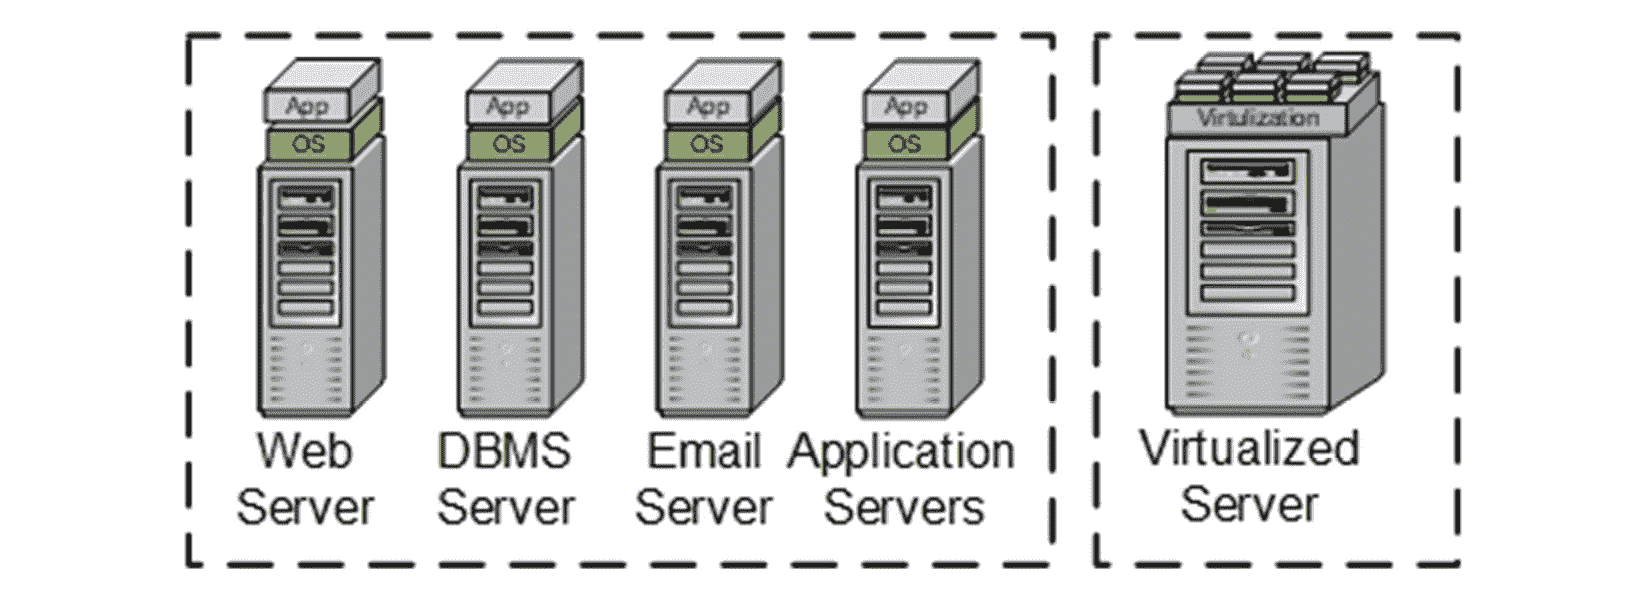 App
App
App
App
Virtulization
OS
OS
OS
OS
Web
Server
DBMS
Server
Email
Server
Application
Servers
Virtualized
Server